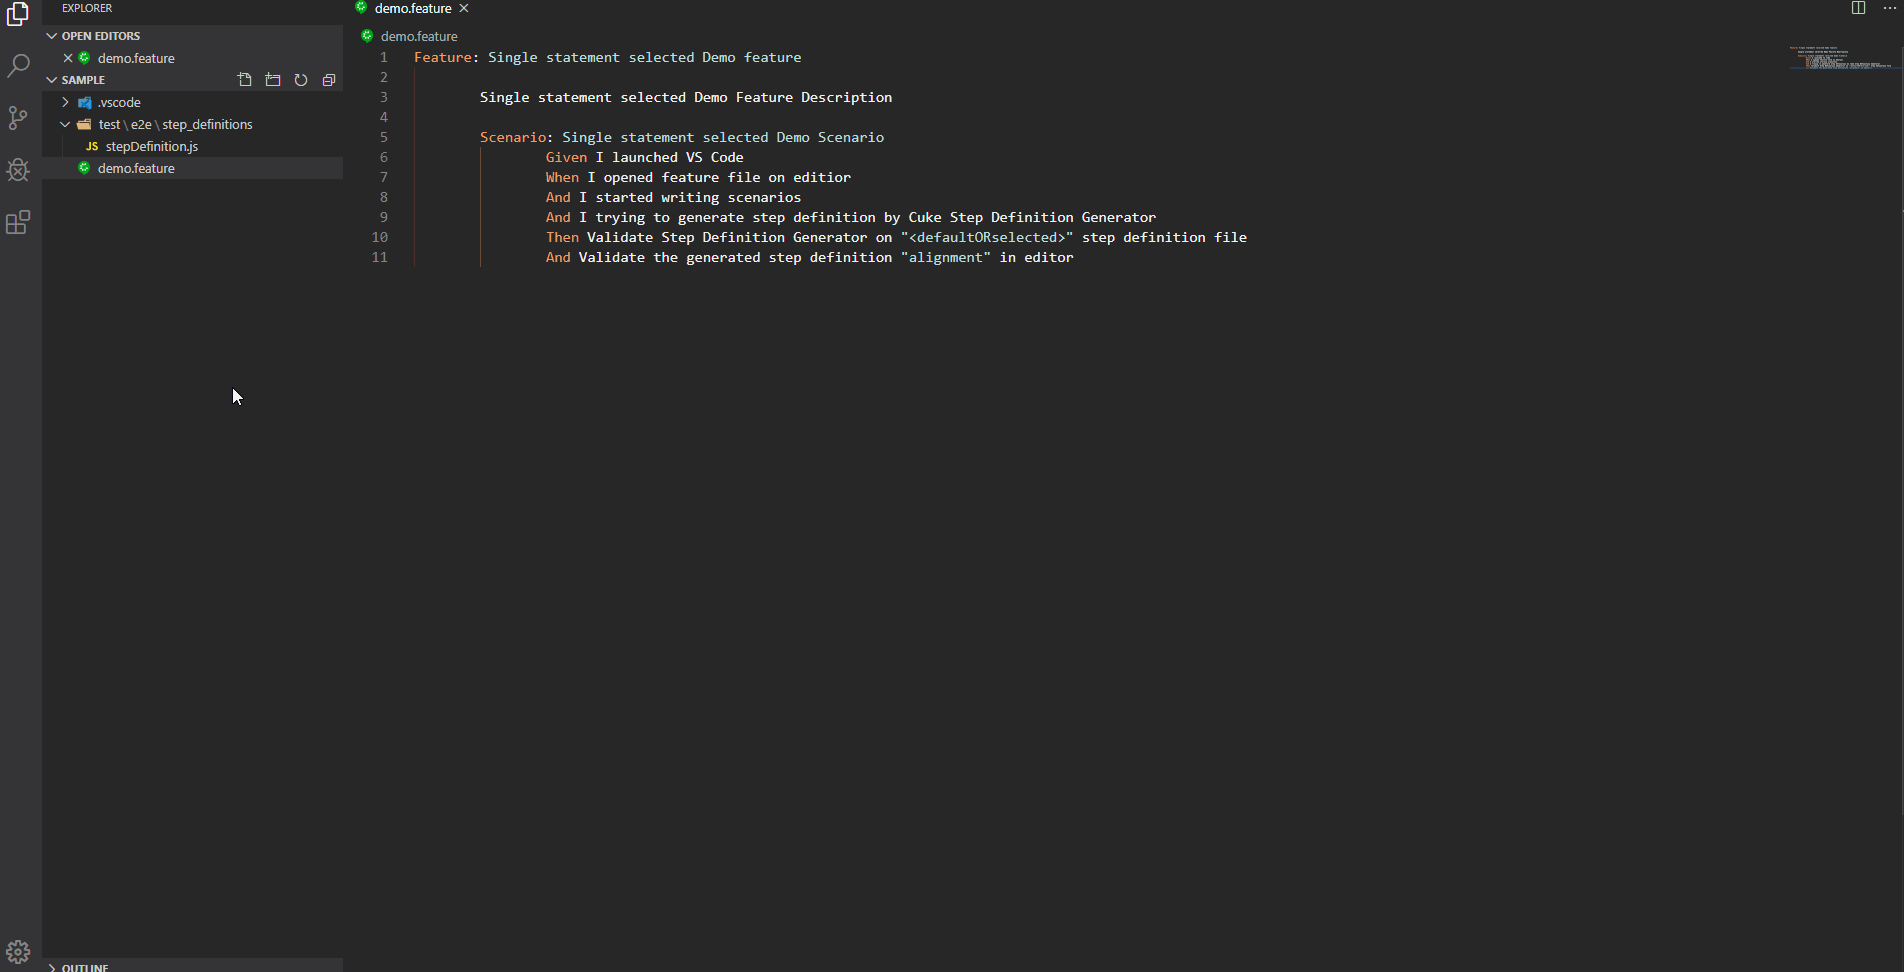 EXPLORER
OPEN EDITORS
demo.feature
SAMPLE
.vscode
test \ e2e \ step_definitions
JS stepDefinition.js
demo.feature
OUTLINE
demo.feature
demo.feature
1 Feature: Single statement selected Demo feature
2
3 Single statement selected Demo Feature Description
4
5 Scenario: Single statement selected Demo Scenario
6 Given I launched VS Code
7 When I opened feature file on editior
8 And I started writing scenarios
9 And I trying to generate step definition by Cuke Step Definition Generator
10 Then Validate Step Definition Generator on "<defaultORselected>" step definition file
11 And Validate the generated step definition "alignment" in editor